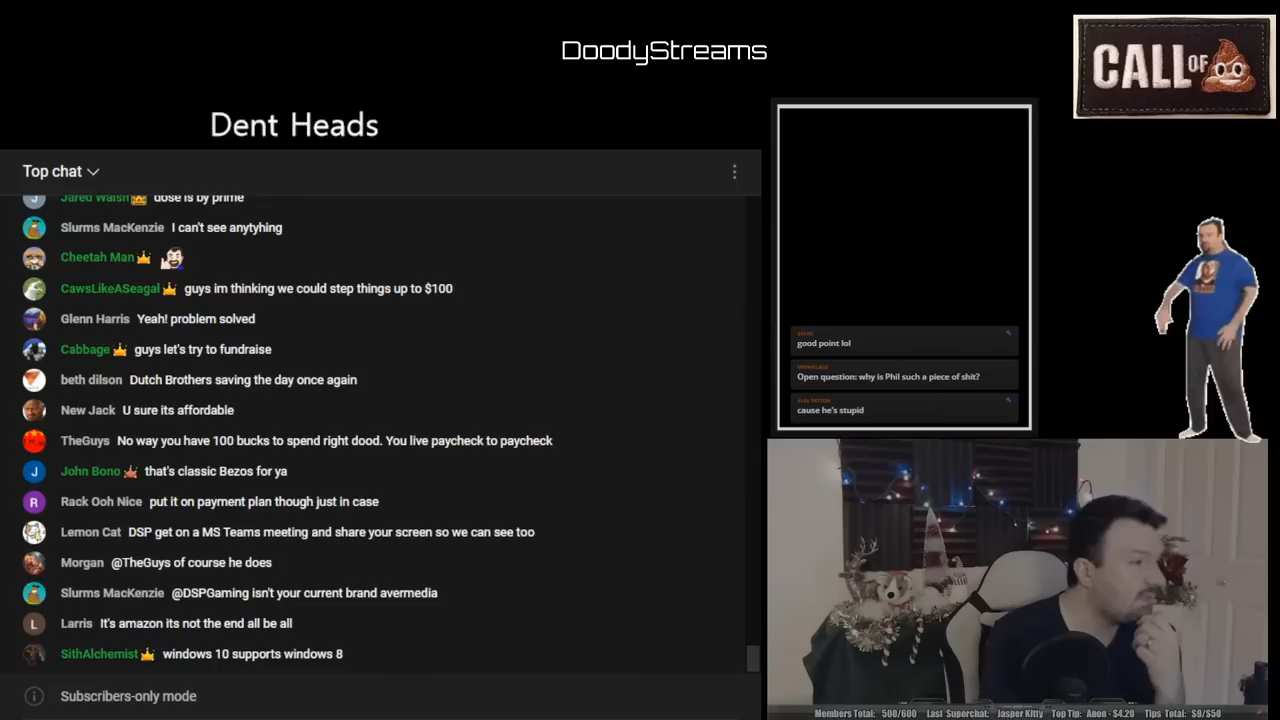 DoodyStreams
CALL OF
Dent Heads
Top chat
Jared Walsh dose is by prime
Slurms MacKenzie I can't see anytyhing
Cheetah Man
CawsLikeASeagal guys im thinking we could step things up to $100
Glenn Harris Yeah! problem solved
Cabbage guys let's try to fundraise
beth dilson Dutch Brothers saving the day once again
New Jack U sure its affordable
TheGuys No way you have 100 bucks to spend right dood. You live paycheck to paycheck
John Bono that's classic Bezos for ya
Rack Ooh Nice put it on payment plan though just in case
Lemon Cat DSP get on a MS Teams meeting and share your screen so we can see too
Morgan @TheGuys of course he does
Slurms MacKenzie @DSPGaming isn't your current brand avermedia
Larris It's amazon its not the end all be all
SithAlchemist windows 10 supports windows 8
Subscribers-only mode
good point lol
Open question: why is Phil such a piece of shit?
ALEX PATTON
cause he's stupid
Members Total: 500/600 Last Superchat: Jasper Kitty Top Tip: Anon - $4.20 Tips Total: $9/$50